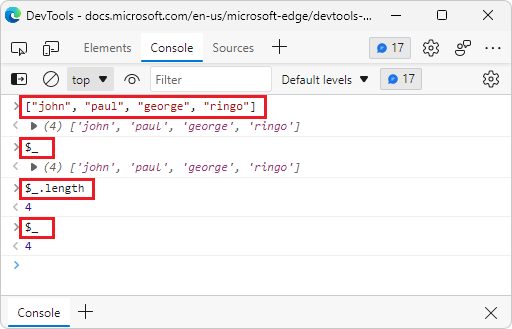 DevTools - docs.microsoft.com/en-us/microsoft-edge/devtools-...
Elements Console Sources 17
top Filter Default levels 17
["john", "paul", "george", "ringo"]
(4) ['john', 'paul', 'george', 'ringo']
$_
(4) ['john', 'paul', 'george', 'ringo']
$_.length
4
$_
4
Console